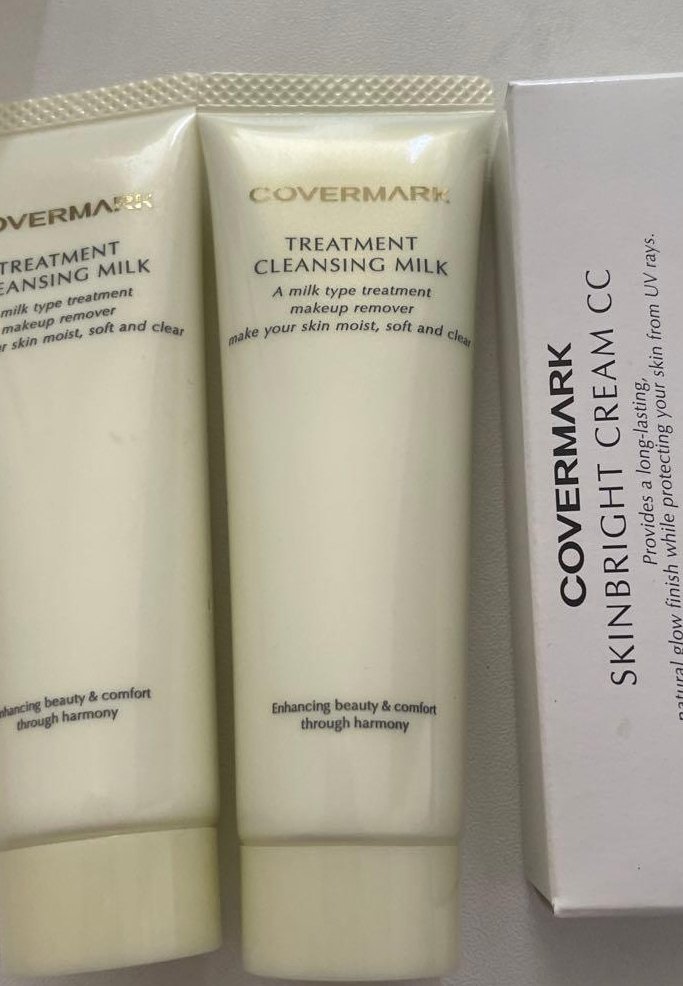 OVERMARK
TREATMENT
EANSING MILK
milk type treatment
makeup remover
r skin moist, soft and clear
nhancing beauty & comfort
through harmony
COVERMARK
TREATMENT
CLEANSING MILK
A milk type treatment
makeup remover
make your skin moist, soft and clear
Enhancing beauty & comfort
through harmony
COVERMARK
SKINBRIGHT CREAM CC
Provides a long-lasting,
natural glow finish while protecting your skin from UV rays.